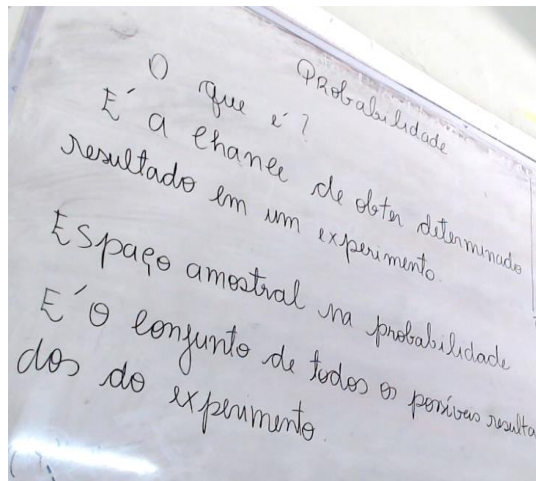 Probabilidade
O que é?
É a chance de obter determinado
resultado em um experimento.
Espaço amostral na probabilidade
É o conjunto de todos os possíveis resulta
dos do experimento.